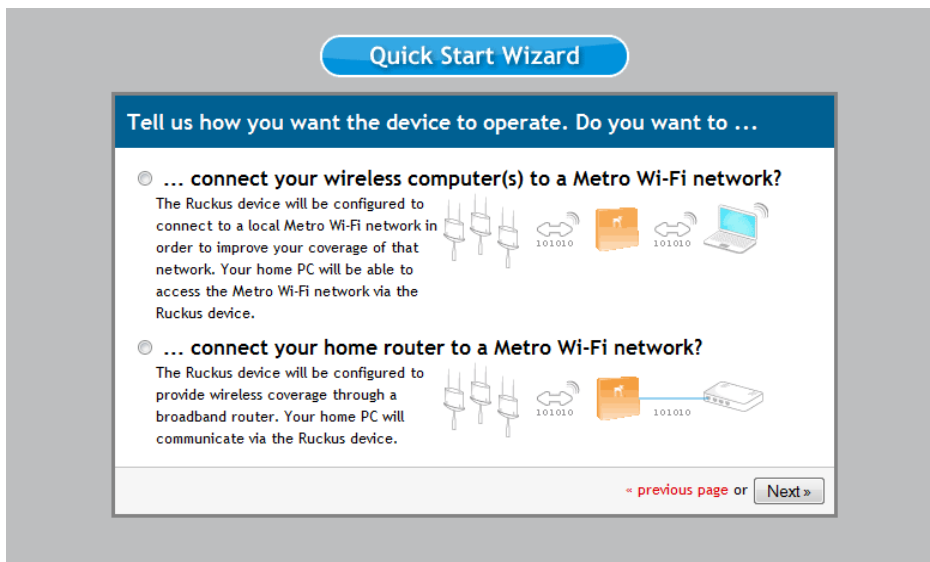 Quick Start Wizard
Tell us how you want the device to operate. Do you want to ...
... connect your wireless computer(s) to a Metro Wi-Fi network?
The Ruckus device will be configured to
connect to a local Metro Wi-Fi network in
order to improve your coverage of that
network. Your home PC will be able to
access the Metro Wi-Fi network via the
Ruckus device.
101010
101010
... connect your home router to a Metro Wi-Fi network?
The Ruckus device will be configured to
provide wireless coverage through a
broadband router. Your home PC will
communicate via the Ruckus device.
101010
101010
« previous page or Next »